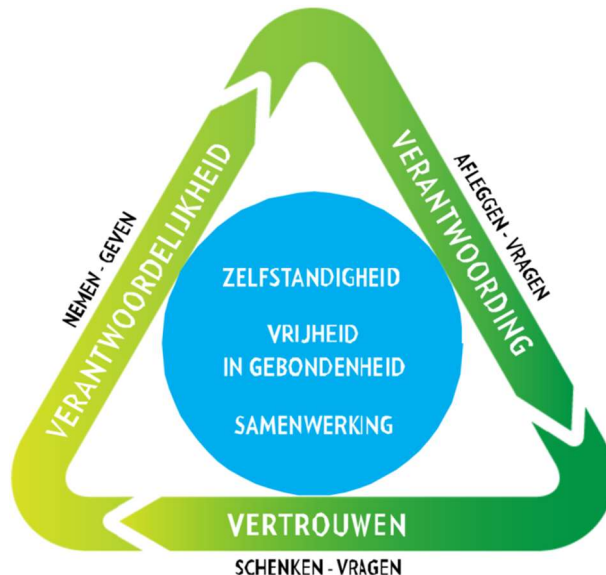 NEMEN - GEVEN
VERANTWOORDELIJKHEID
VERANTWOORDING
AFLEGGEN - VRAGEN
ZELFSTANDIGHEID
VRIJHEID
IN GEBONDENHEID
SAMENWERKING
VERTROUWEN
SCHENKEN - VRAGEN